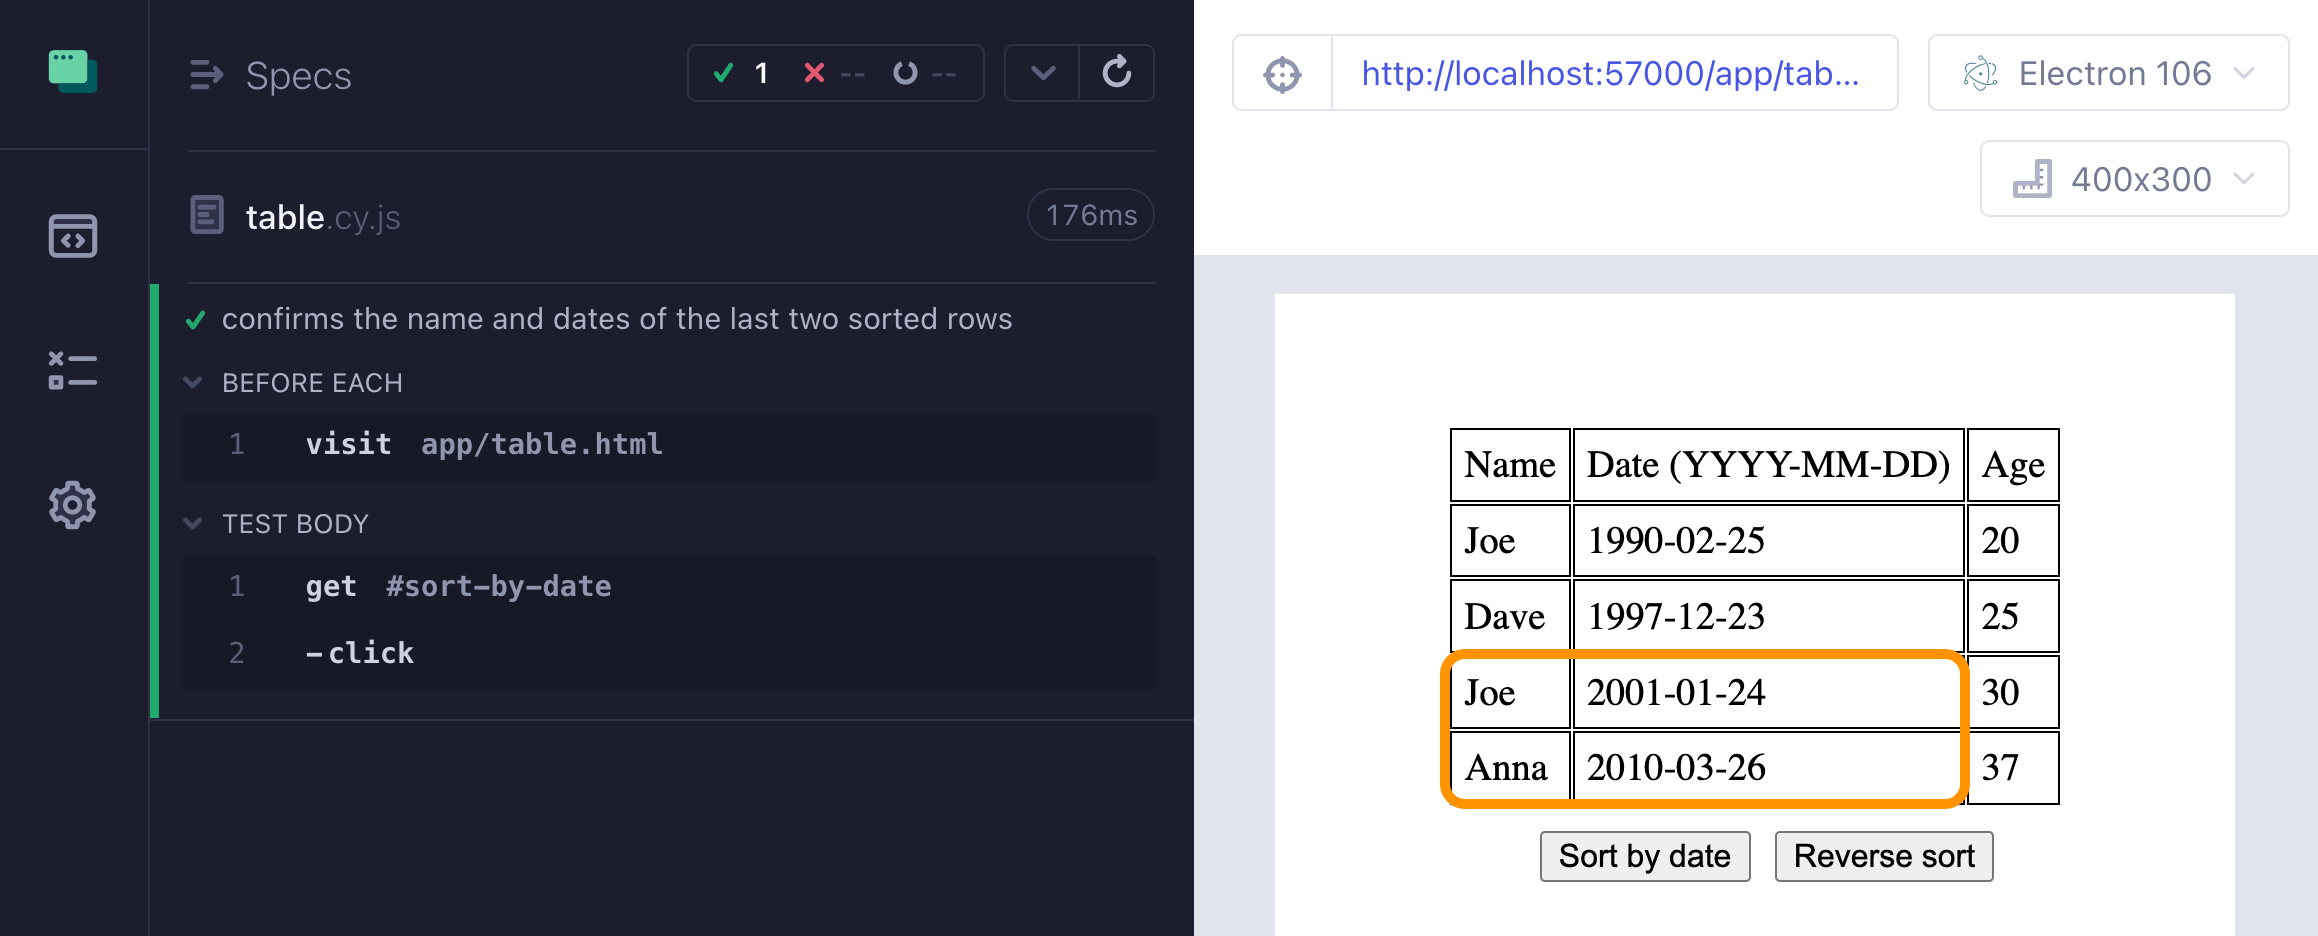 Specs
1 -- --
table.cy.js 176ms
confirms the name and dates of the last two sorted rows
BEFORE EACH
1 visit app/table.html
TEST BODY
1 get #sort-by-date
2 -click
http://localhost:57000/app/tab...
Electron 106
400x300
Name Date (YYYY-MM-DD) Age
Joe 1990-02-25 20
Dave 1997-12-23 25
Joe 2001-01-24 30
Anna 2010-03-26 37
Sort by date Reverse sort